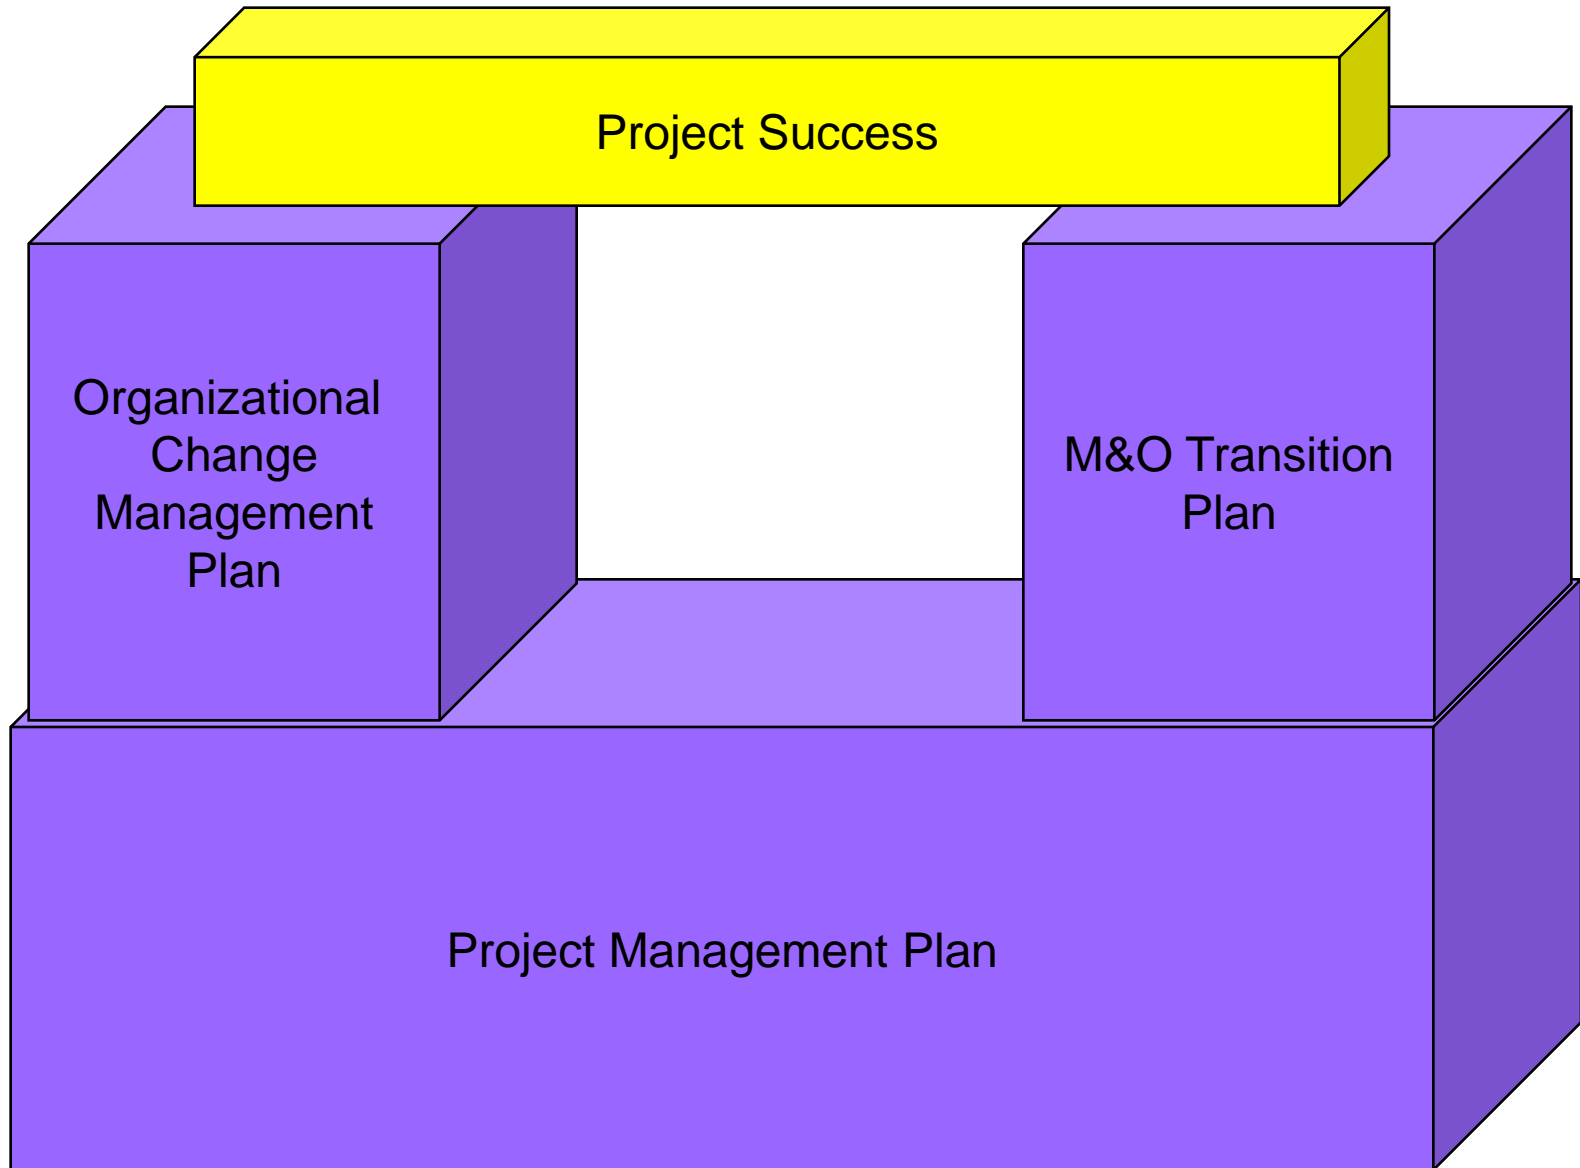 Project Success
Organizational
Change
Management
Plan
M&O Transition
Plan
Project Management Plan